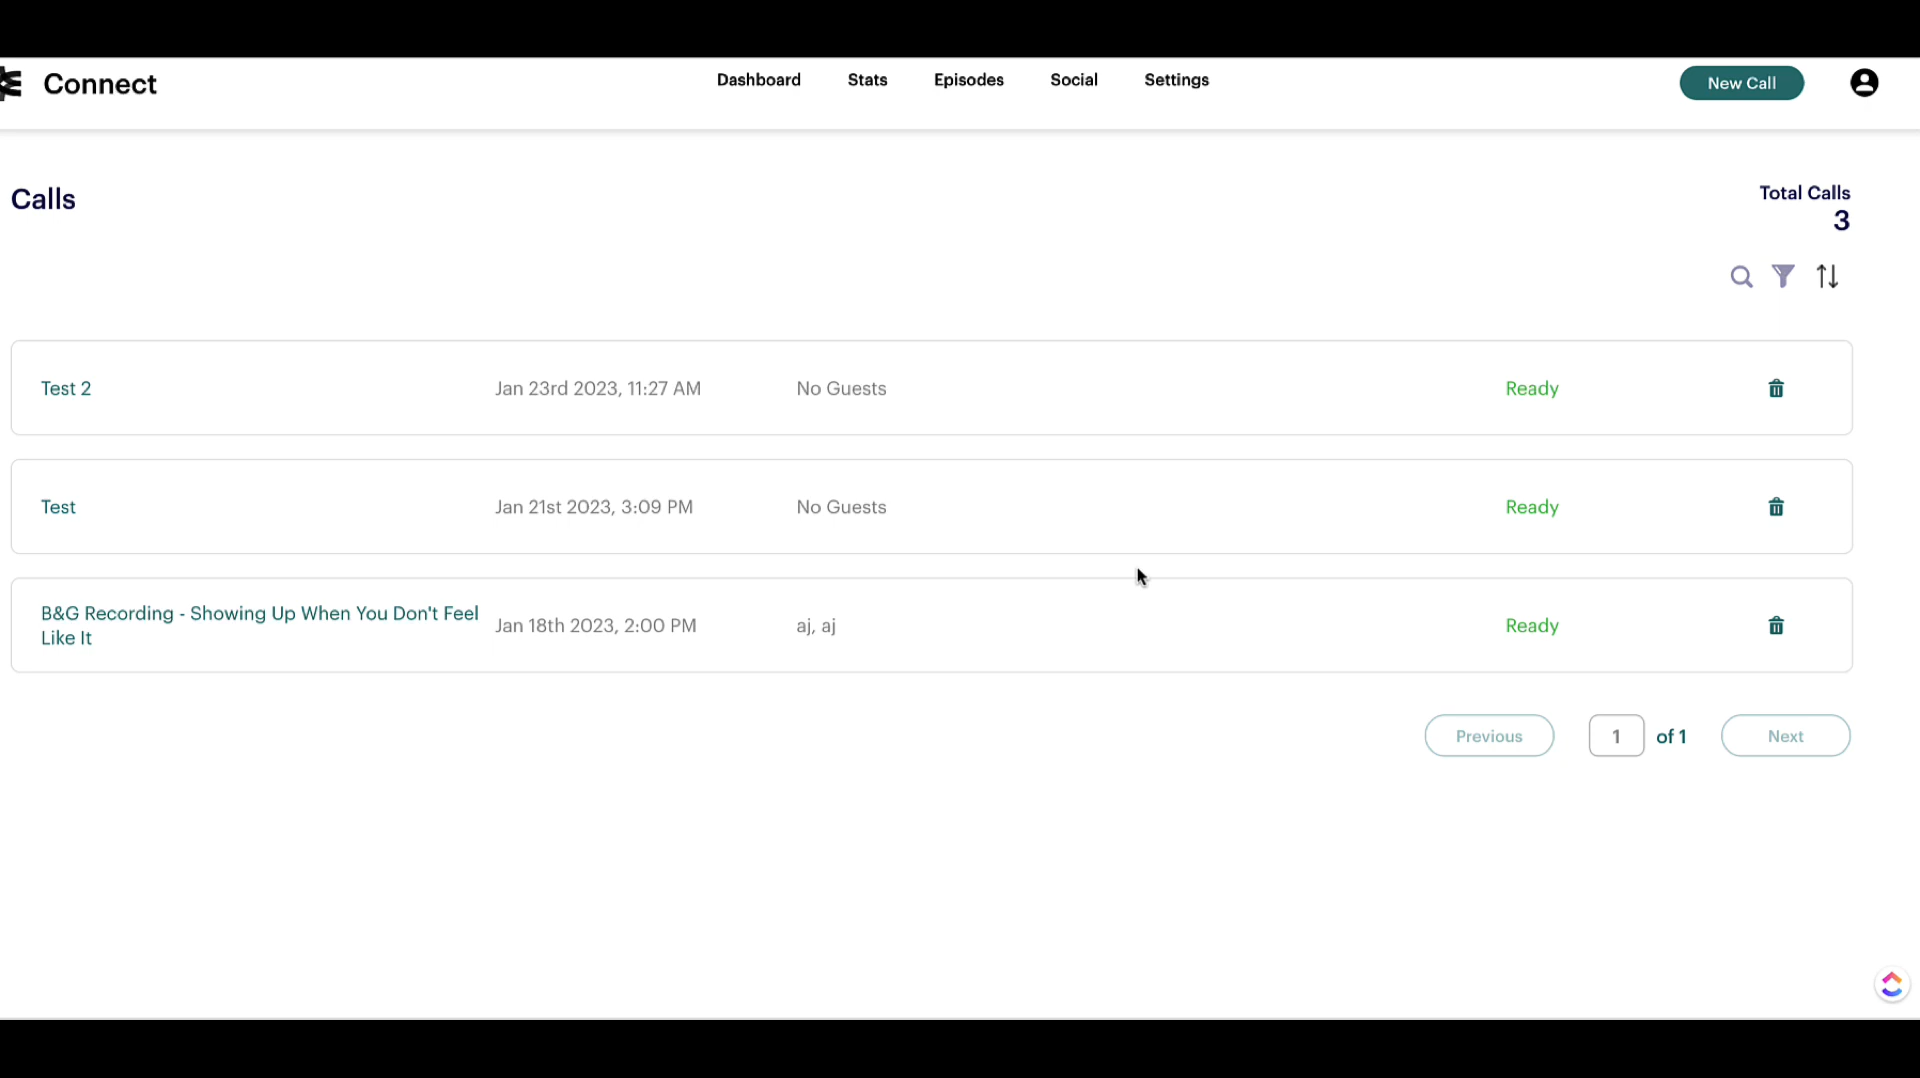 Connect
Dashboard Stats Episodes Social Settings
New Call
Calls
Total Calls
3
Test 2 Jan 23rd 2023, 11:27 AM No Guests Ready
Test Jan 21st 2023, 3:09 PM No Guests Ready
B&G Recording - Showing Up When You Don't Feel
Like It
Jan 18th 2023, 2:00 PM aj, aj Ready
Previous 1 of 1 Next